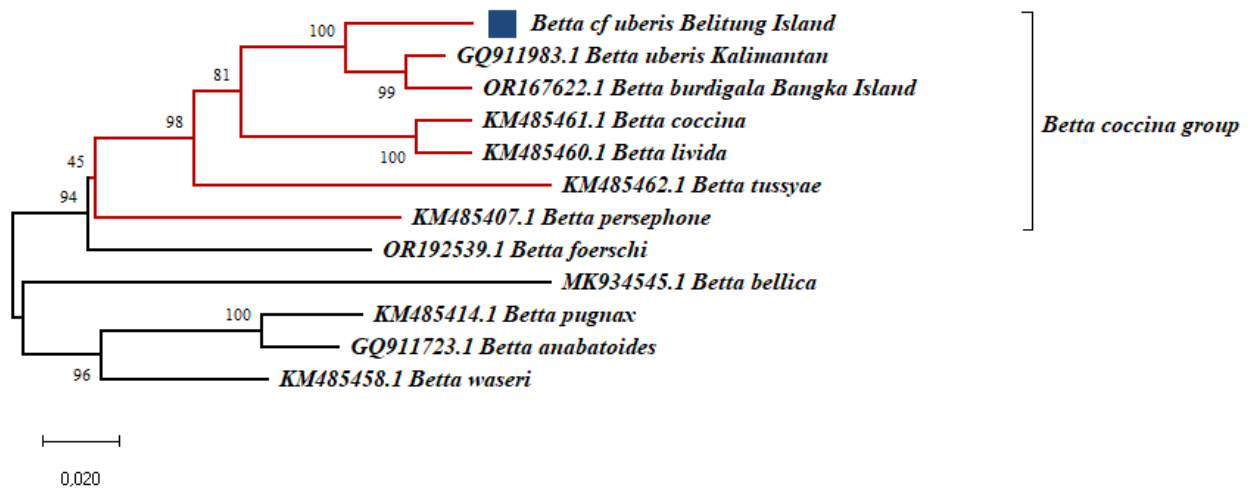 100
Betta cf uberis Belitung Island
GQ911983.1 Betta uberis Kalimantan
81
99
OR167622.1 Betta burdigala Bangka Island
98
KM485461.1 Betta coccina
Betta coccina group
100
KM485460.1 Betta livida
45
KM485462.1 Betta tussyae
94
KM485407.1 Betta persephone
OR192539.1 Betta foerschi
MK934545.1 Betta bellica
100
KM485414.1 Betta pugnax
GQ911723.1 Betta anabatoides
96
KM485458.1 Betta waseri
0,020